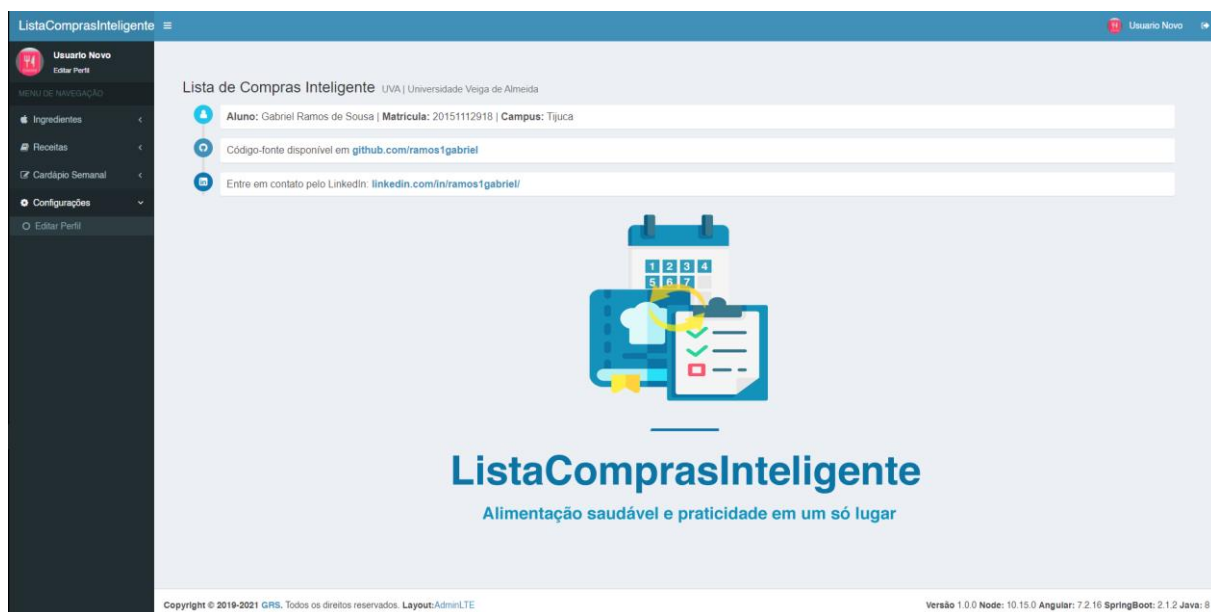 ListaComprasInteligente
Usuario Novo
Usuario Novo
Editar Perfil
MENU DE NAVEGAÇÃO
Ingredientes
Receitas
Cardápio Semanal
Configurações
Editar Perfil
Lista de Compras Inteligente UVA | Universidade Veiga de Almeida
Aluno: Gabriel Ramos de Sousa | Matricula: 20151112918 | Campus: Tijuca
Código-fonte disponível em github.com/ramos1gabriel
Entre em contato pelo LinkedIn: linkedin.com/in/ramos1gabriel/
1 2 3 4
5 6 7
ListaComprasInteligente
Alimentação saudável e praticidade em um só lugar
Copyright © 2019-2021 GRS. Todos os direitos reservados. Layout:AdminLTE
Versão 1.0.0 Node: 10.15.0 Angular: 7.2.16 SpringBoot: 2.1.2 Java: 8